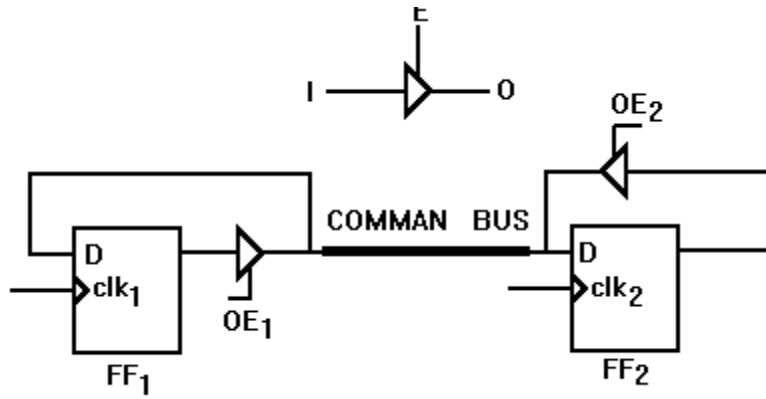 E
I O
OE2
COMMAN BUS
D D
clk1 clk2
OE1
FF1 FF2